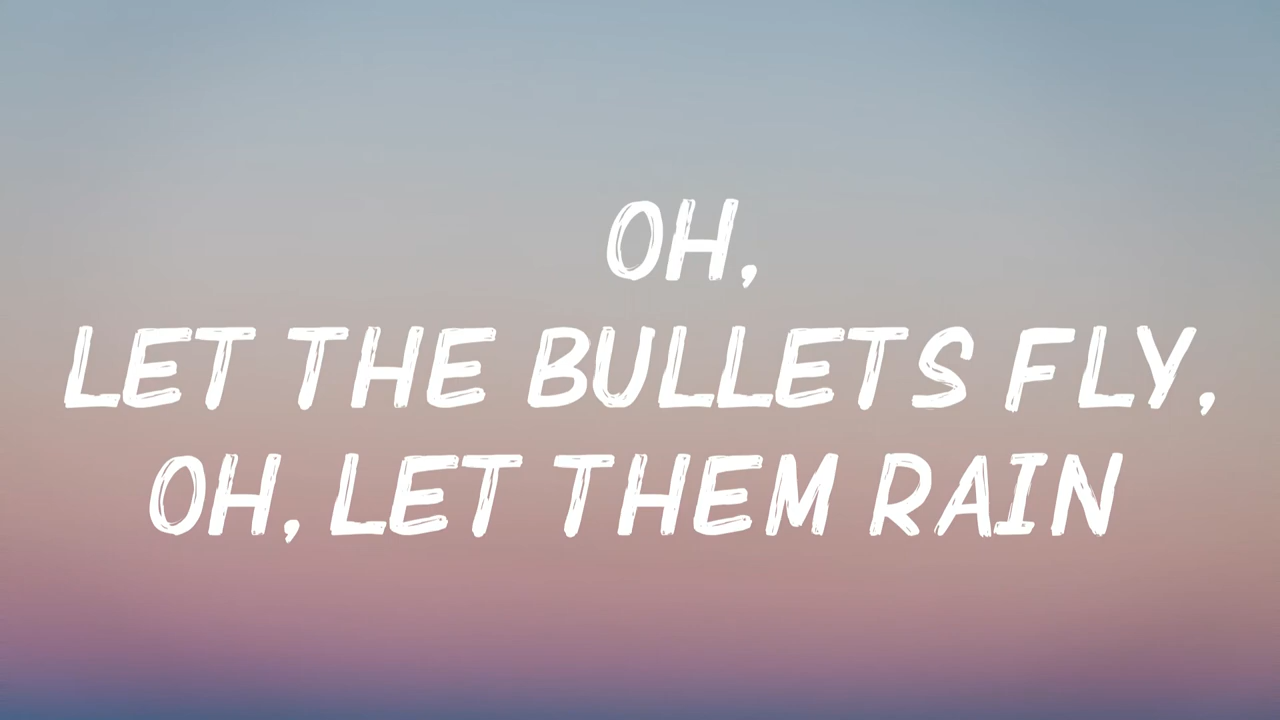 OH,
LET THE BULLETS FLY,
OH, LET THEM RAIN